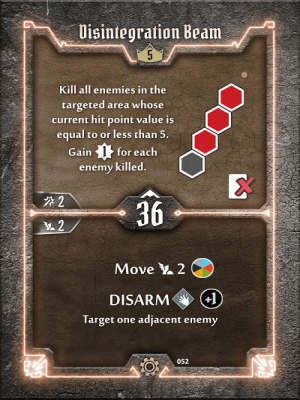 Disintegration Beam
5
Kill all enemies in the
targeted area whose
current hit point value is
equal to or less than 5.
Gain 1 for each
enemy killed.
2
36
2
Move 2
DISARM +1
Target one adjacent enemy
052